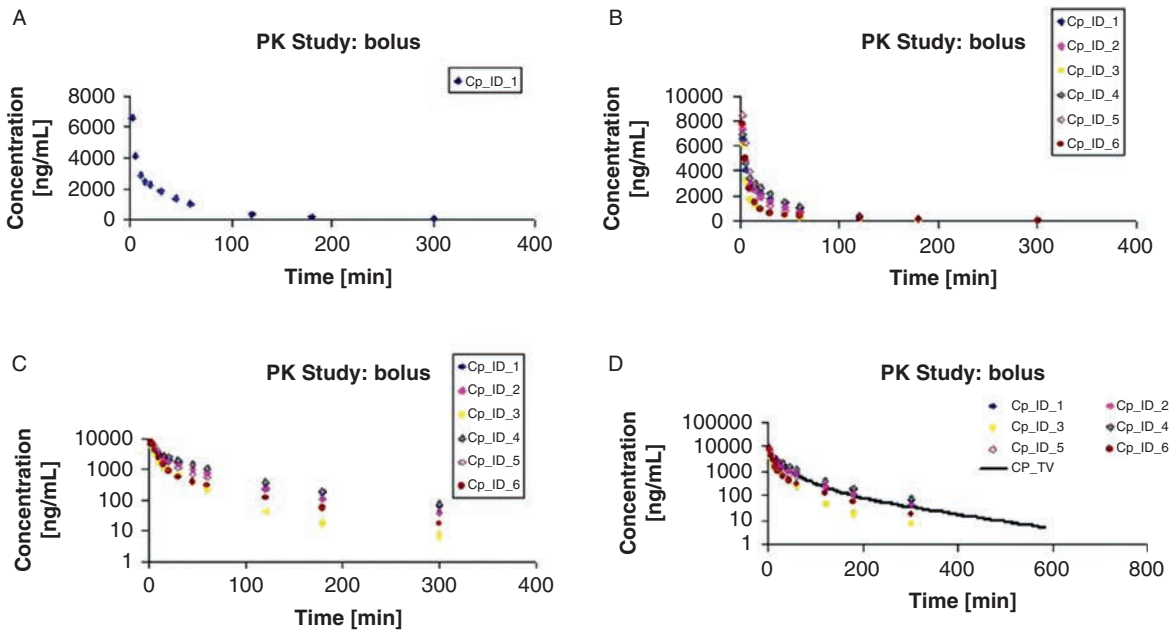 A
PK Study: bolus
Cp_ID_1
Concentration
[ng/mL]
8000
6000
4000
2000
0
0 100 200 300 400
Time [min]
B
PK Study: bolus
Cp_ID_1
Cp_ID_2
Cp_ID_3
Cp_ID_4
Cp_ID_5
Cp_ID_6
Concentration
[ng/mL]
10000
8000
6000
4000
2000
0
0 100 200 300 400
Time [min]
C
PK Study: bolus
Cp_ID_1
Cp_ID_2
Cp_ID_3
Cp_ID_4
Cp_ID_5
Cp_ID_6
Concentration
[ng/mL]
10000
1000
100
10
1
0 100 200 300 400
Time [min]
D
PK Study: bolus
Cp_ID_1 Cp_ID_2
Cp_ID_3 Cp_ID_4
Cp_ID_5 Cp_ID_6
CP_TV
Concentration
[ng/mL]
100000
10000
1000
100
10
1
0 200 400 600 800
Time [min]